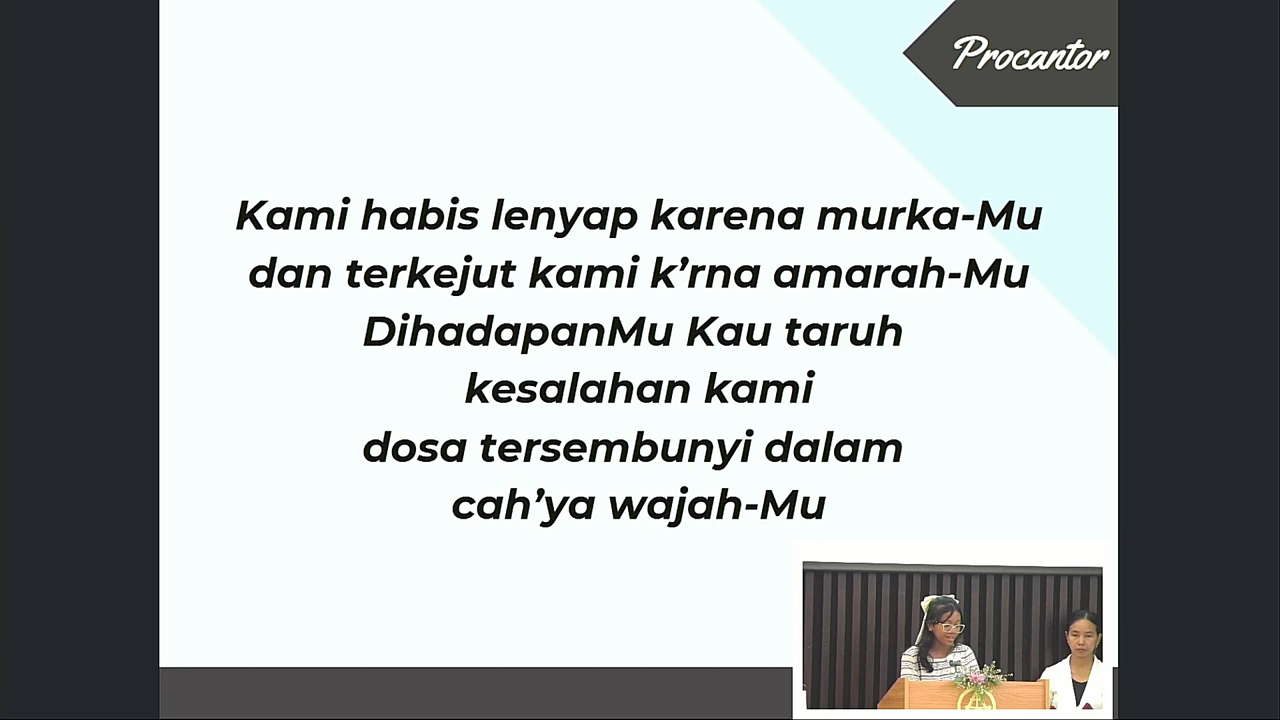 Procantor
Kami habis lenyap karena murka-Mu
dan terkejut kami k’rna amarah-Mu
DihadapanMu Kau taruh
kesalahan kami
dosa tersembunyi dalam
cah’ya wajah-Mu